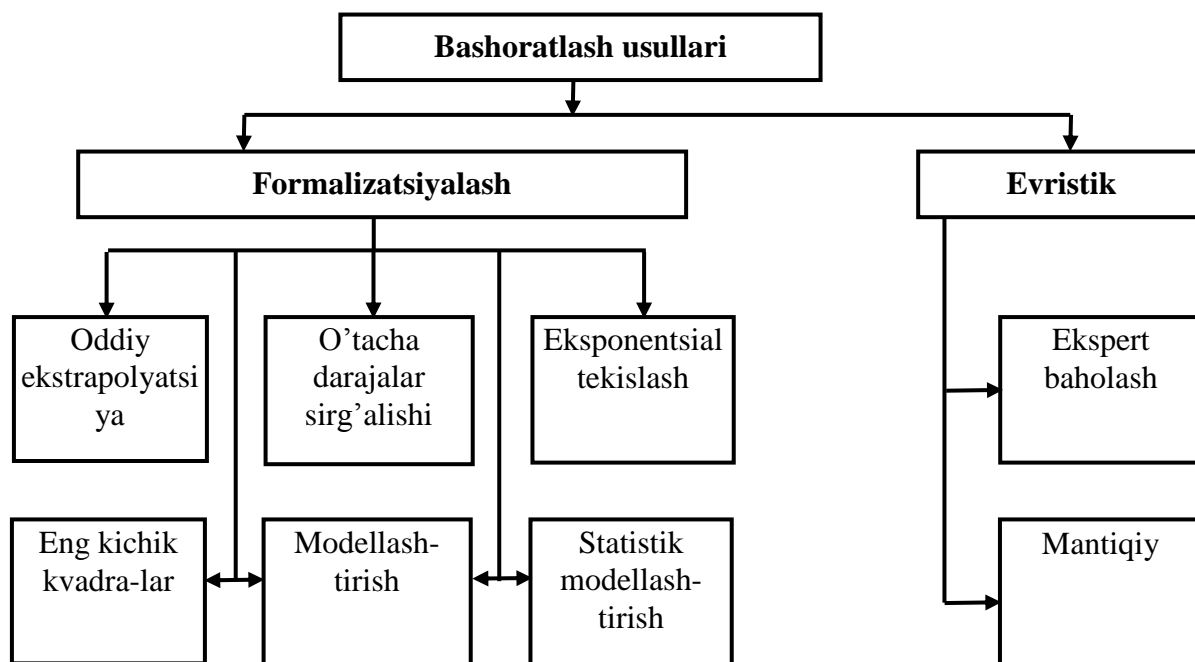 Bashoratlash usullari
Formalizatsiyalash
Evristik
Oddiy
ekstrapolyatsi
ya
O’tacha
darajalar
sirg’alishi
Eksponentsial
tekislash
Ekspert
baholash
Eng kichik
kvadra-lar
Modellash-
tirish
Statistik
modellash-
tirish
Mantiqiy